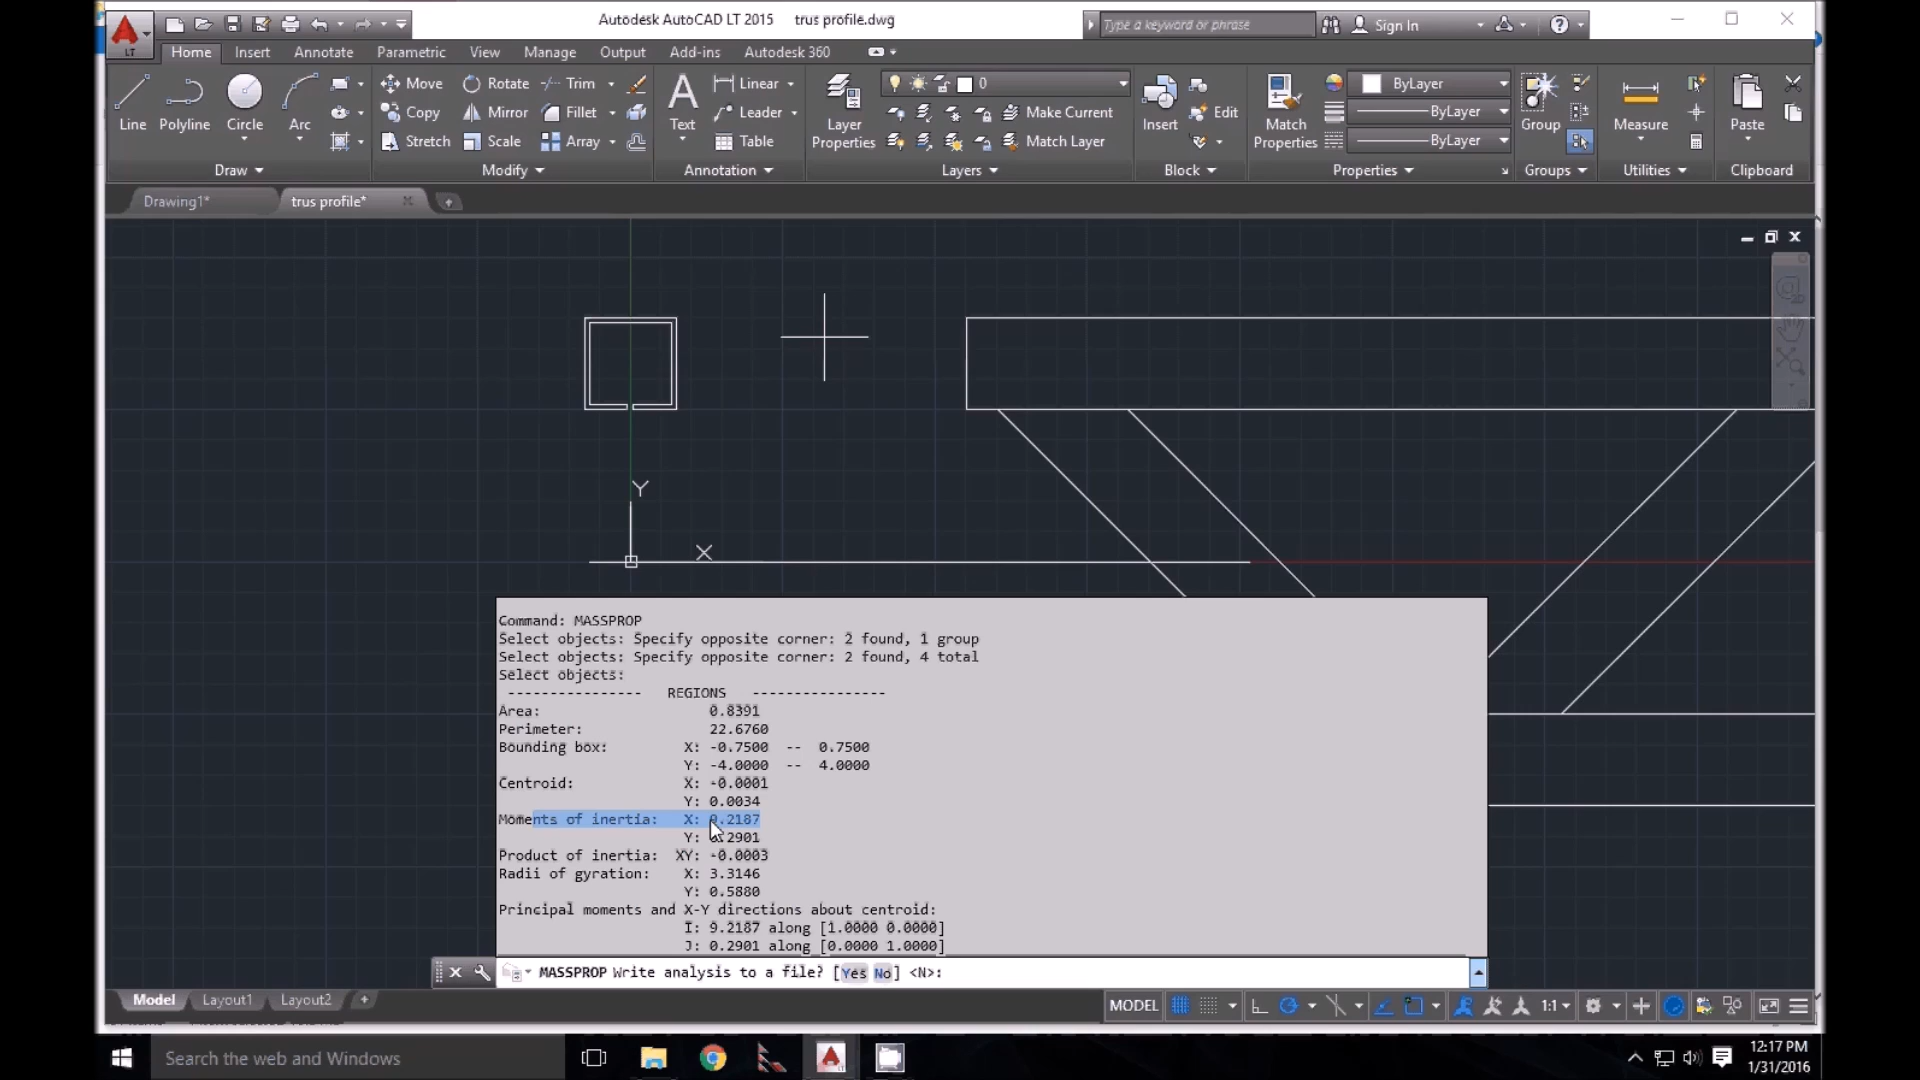 Autodesk AutoCAD LT 2015 trus profile.dwg
Type a keyword or phrase
Sign In
LT
Home Insert Annotate Parametric View Manage Output Add-ins Autodesk 360
Line Polyline Circle Arc
Move Rotate Trim
Copy Mirror Fillet
Stretch Scale Array
Text Linear
Leader
Table
Layer Properties
0
Make Current
Match Layer
Insert Edit
Match Properties
ByLayer
ByLayer
ByLayer
Group Measure Paste
Draw Modify Annotation Layers Block Properties Groups Utilities Clipboard
Drawing1* trus profile*
Y
X
Command: MASSPROP
Select objects: Specify opposite corner: 2 found, 1 group
Select objects: Specify opposite corner: 2 found, 4 total
Select objects:
---------------- REGIONS ----------------
Area: 0.8391
Perimeter: 22.6760
Bounding box: X: -0.7500 -- 0.7500
Y: -4.0000 -- 4.0000
Centroid: X: -0.0001
Y: 0.0034
Moments of inertia: X: 9.2187
Y: 0.2901
Product of inertia: XY: -0.0003
Radii of gyration: X: 3.3146
Y: 0.5880
Principal moments and X-Y directions about centroid:
I: 9.2187 along [1.0000 0.0000]
J: 0.2901 along [0.0000 1.0000]
MASSPROP Write analysis to a file? [Yes No] <N>:
Model Layout1 Layout2
MODEL 1:1
Search the web and Windows
12:17 PM
1/31/2016